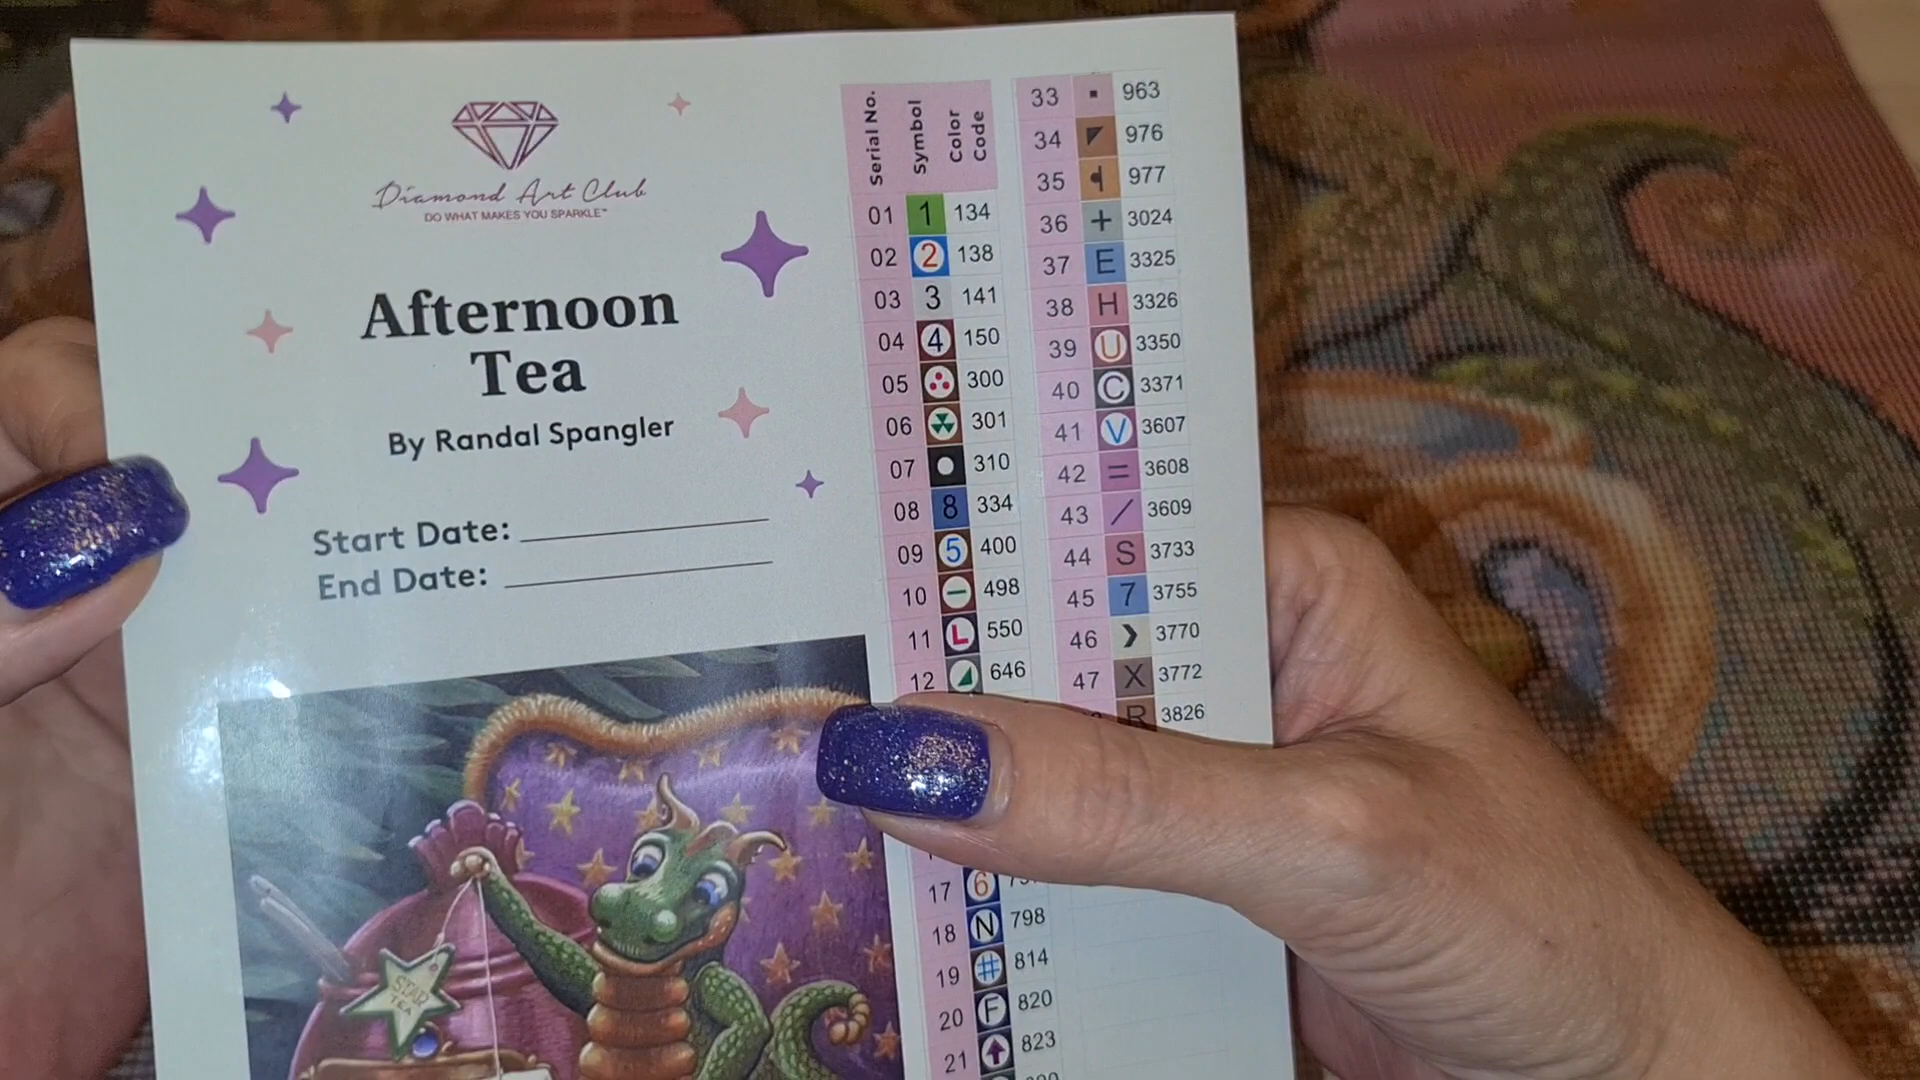 Diamond Art Club
DO WHAT MAKES YOU SPARKLE™
Afternoon
Tea
By Randal Spangler
Start Date:
End Date:
STAR
TEA
Serial No. Symbol Color Code
01 1 134
02 2 138
03 3 141
04 4 150
05 300
06 301
07 310
08 8 334
09 5 400
10 498
11 L 550
12 646
17 6
18 N 798
19 # 814
20 F 820
21 823
33 963
34 976
35 977
36 + 3024
37 E 3325
38 H 3326
39 U 3350
40 C 3371
41 V 3607
42 = 3608
43 / 3609
44 S 3733
45 7 3755
46 3770
47 X 3772
R 3826